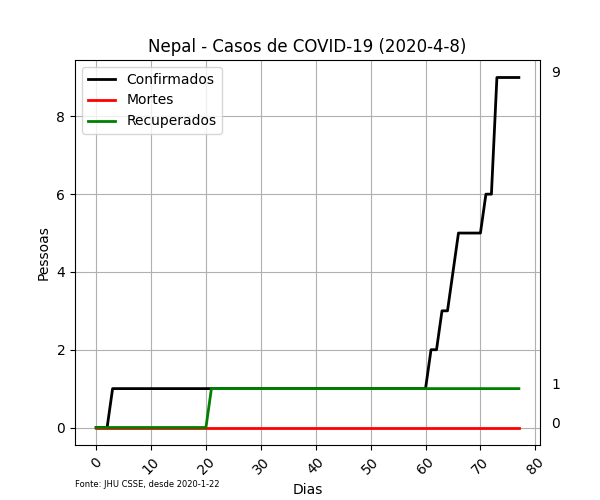 Nepal - Casos de COVID-19 (2020-4-8)
Confirmados
Mortes
Recuperados
Pessoas
8
6
4
2
0
9
1
0
0 10 20 30 40 50 60 70 80
Fonte: JHU CSSE, desde 2020-1-22
Dias